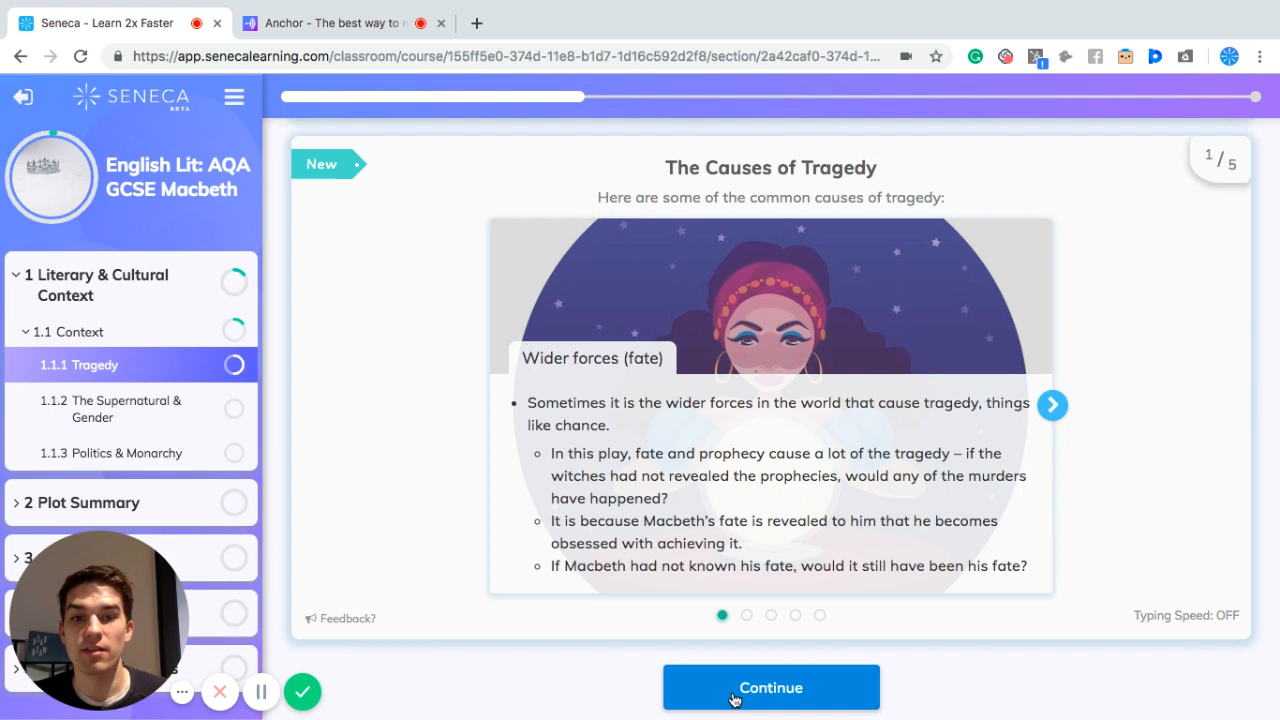 Seneca - Learn 2x Faster
Anchor - The best way to
https://app.senecalearning.com/classroom/course/155ff5e0-374d-11e8-b1d7-1d16c592d2f8/section/2a42caf0-374d-1...
SENECA
BETA
English Lit: AQA
GCSE Macbeth
1 Literary & Cultural
Context
1.1 Context
1.1.1 Tragedy
1.1.2 The Supernatural &
Gender
1.1.3 Politics & Monarchy
2 Plot Summary
3
New
1/5
The Causes of Tragedy
Here are some of the common causes of tragedy:
Wider forces (fate)
• Sometimes it is the wider forces in the world that cause tragedy, things
like chance.
○ In this play, fate and prophecy cause a lot of the tragedy – if the
witches had not revealed the prophecies, would any of the murders
have happened?
○ It is because Macbeth's fate is revealed to him that he becomes
obsessed with achieving it.
○ If Macbeth had not known his fate, would it still have been his fate?
Feedback?
Typing Speed: OFF
Continue